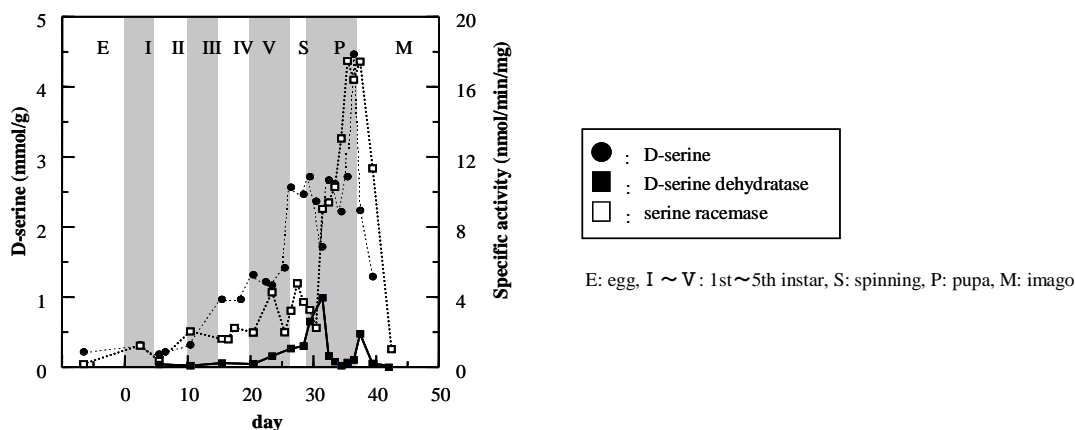 5 4 3 2 1 0
D-serine (mmol/g)
E I II III IV V S P M
20 16 12 8 4 0
Specific activity (nmol/min/mg)
0 10 20 30 40 50
day
: D-serine
: D-serine dehydratase
: serine racemase
E: egg, I ~ V: 1st~5th instar, S: spinning, P: pupa, M: imago